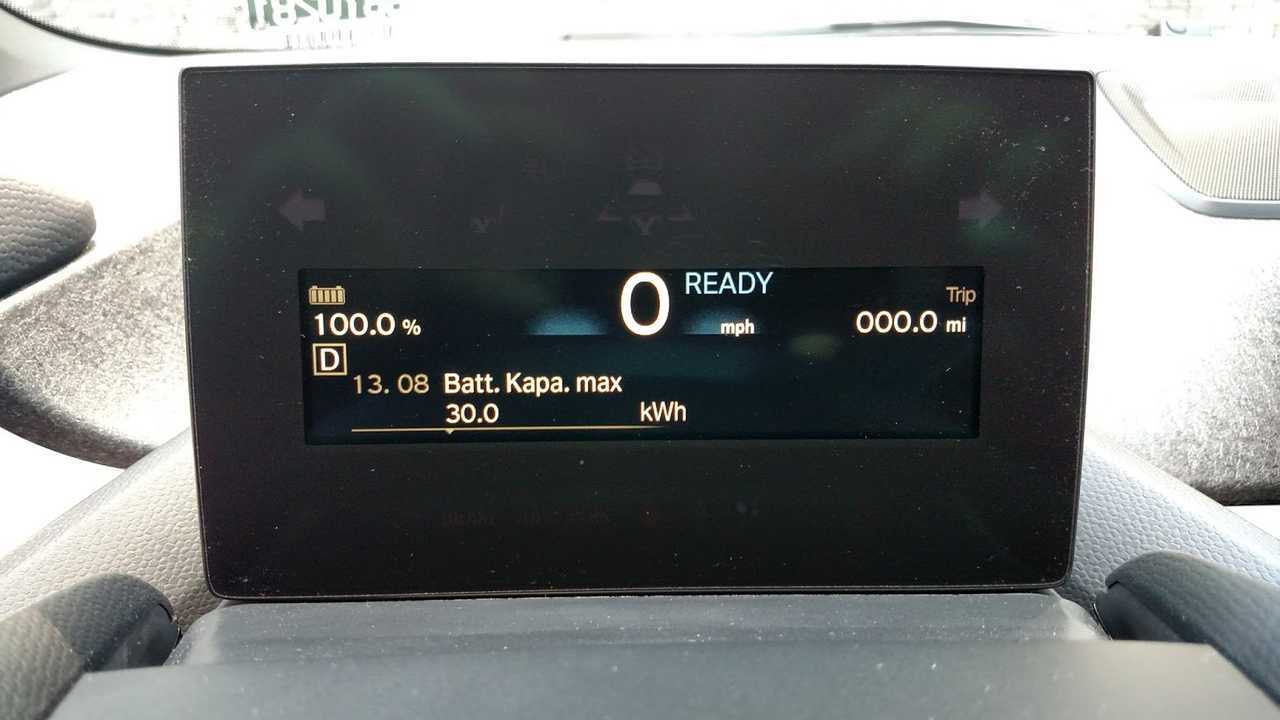 READY
0 mph
Trip
100.0 %
000.0 mi
D
13. 08 Batt. Kapa. max
30.0 kWh